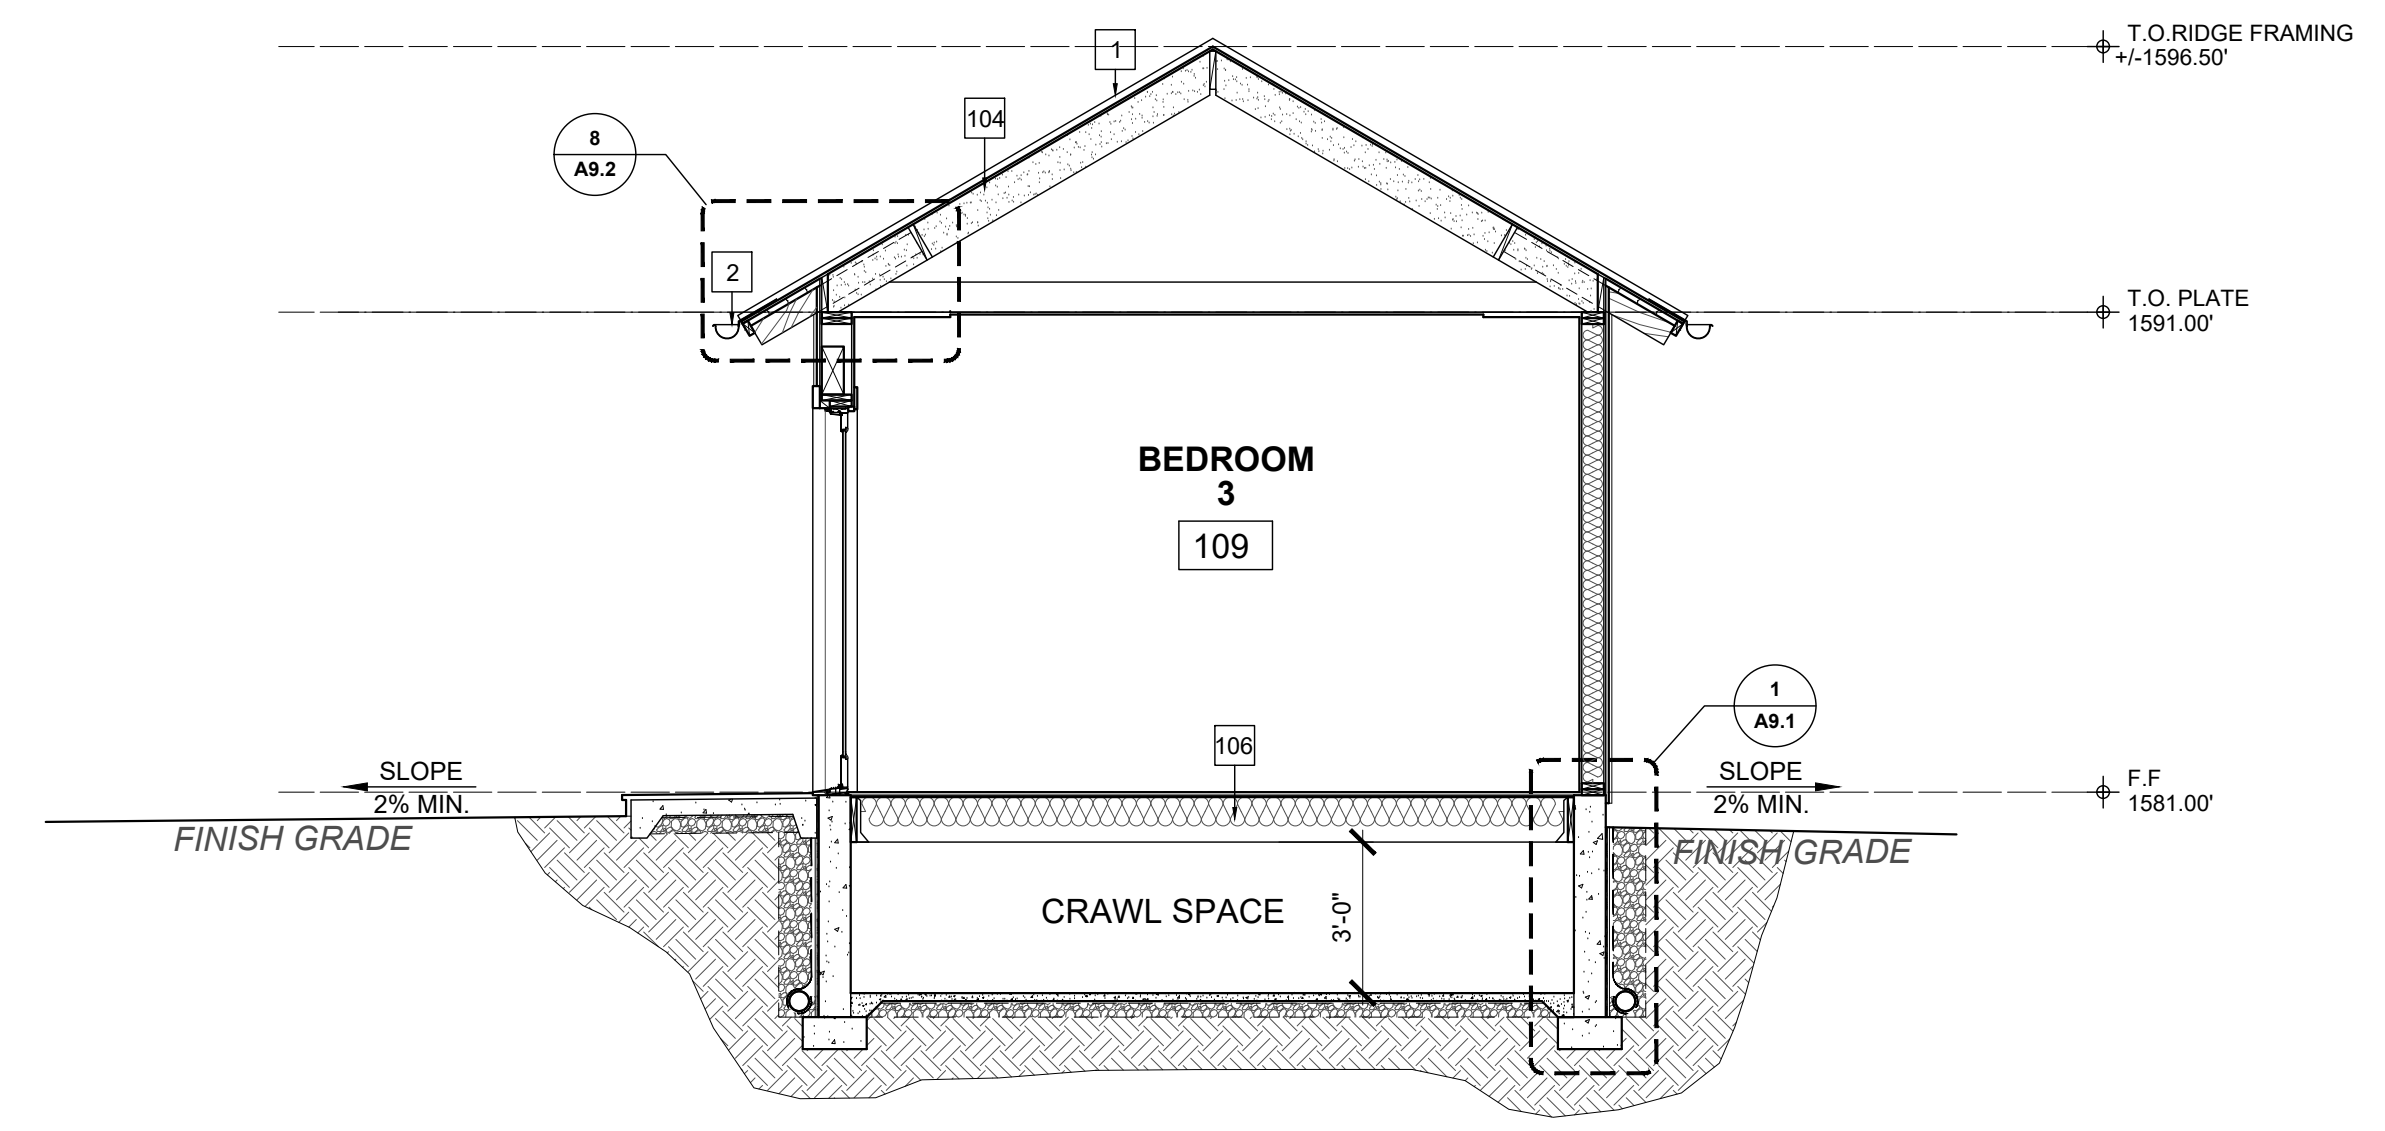 T.O.RIDGE FRAMING
+/-1596.50'
1
104
8
A9.2
2
T.O. PLATE
1591.00'
BEDROOM
3
109
1
A9.1
106
SLOPE
2% MIN.
SLOPE
2% MIN.
F.F
1581.00'
FINISH GRADE
FINISH GRADE
CRAWL SPACE
3'-0"